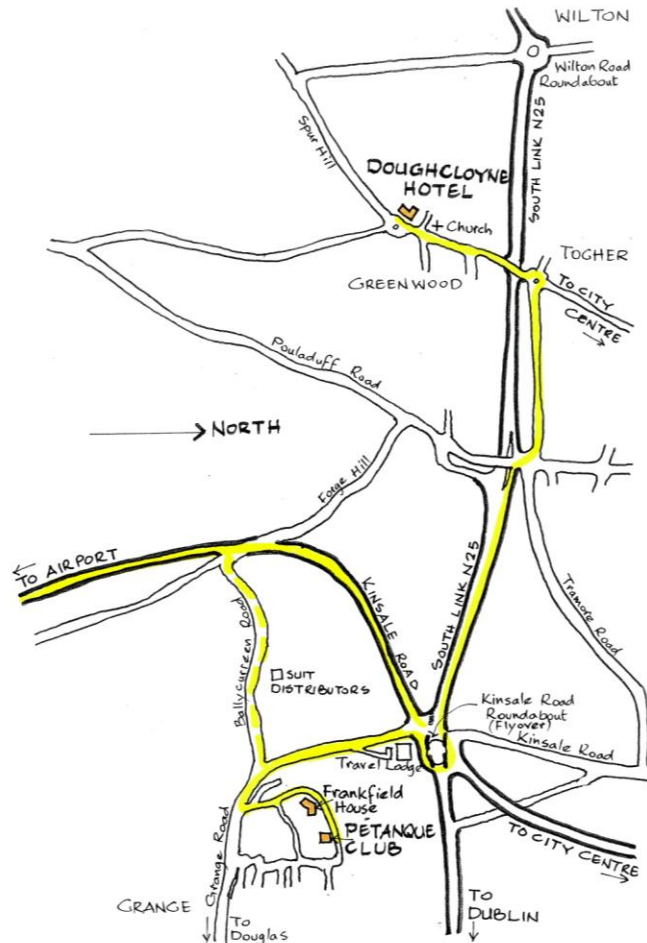 WILTON
Wilton Road
Roundabout
Spur Hill
SOUTH LINK N25
DOUGHCLOYNE
HOTEL
+ Church
TOGHER
GREENWOOD
TO CITY
CENTRE
Pouladuff Road
NORTH
Forge Hill
TO AIRPORT
KINSALE ROAD
SOUTH LINK N25
Tramore Road
Ballycurreen Road
SUIT
DISTRIBUTORS
Kinsale Road
Roundabout
(Flyover)
Kinsale Road
Travel Lodge
Frankfield
House
PÉTANQUE
CLUB
TO CITY CENTRE
Grange Road
GRANGE
TO
Douglas
TO
DUBLIN